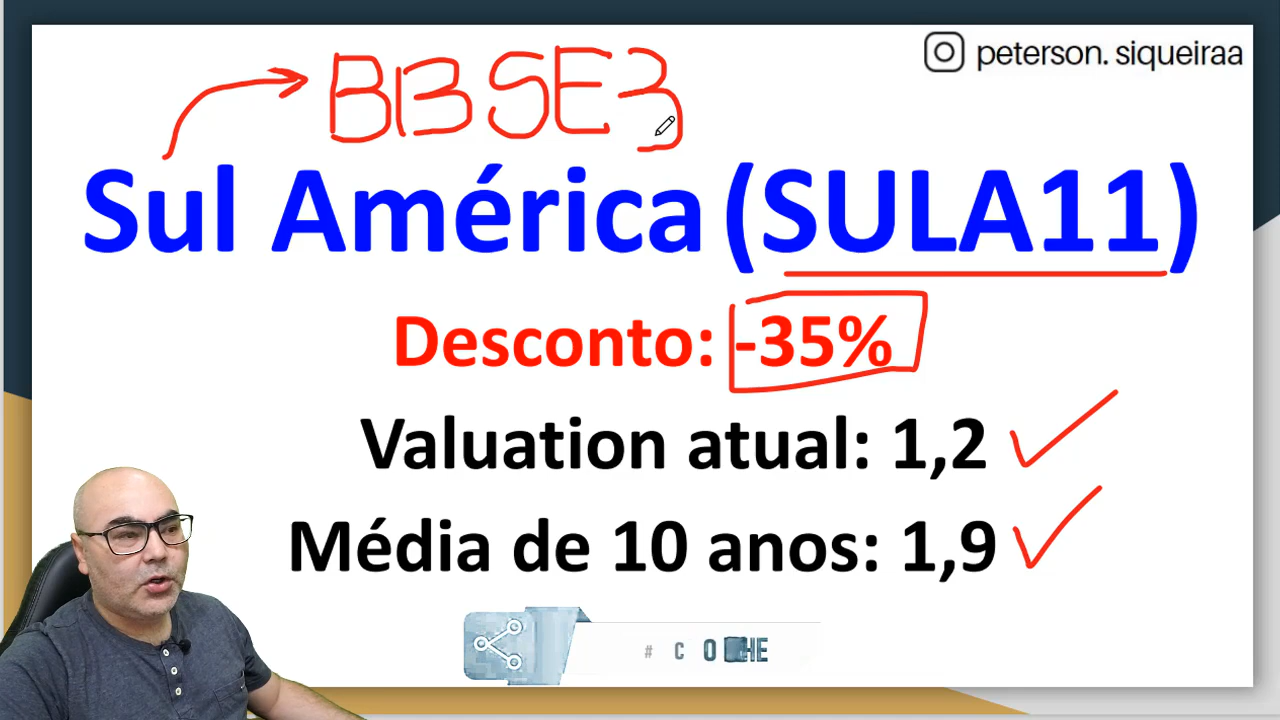 peterson. siqueiraa
BBSE3
Sul América (SULA11)
Desconto: -35%
Valuation atual: 1,2
Média de 10 anos: 1,9